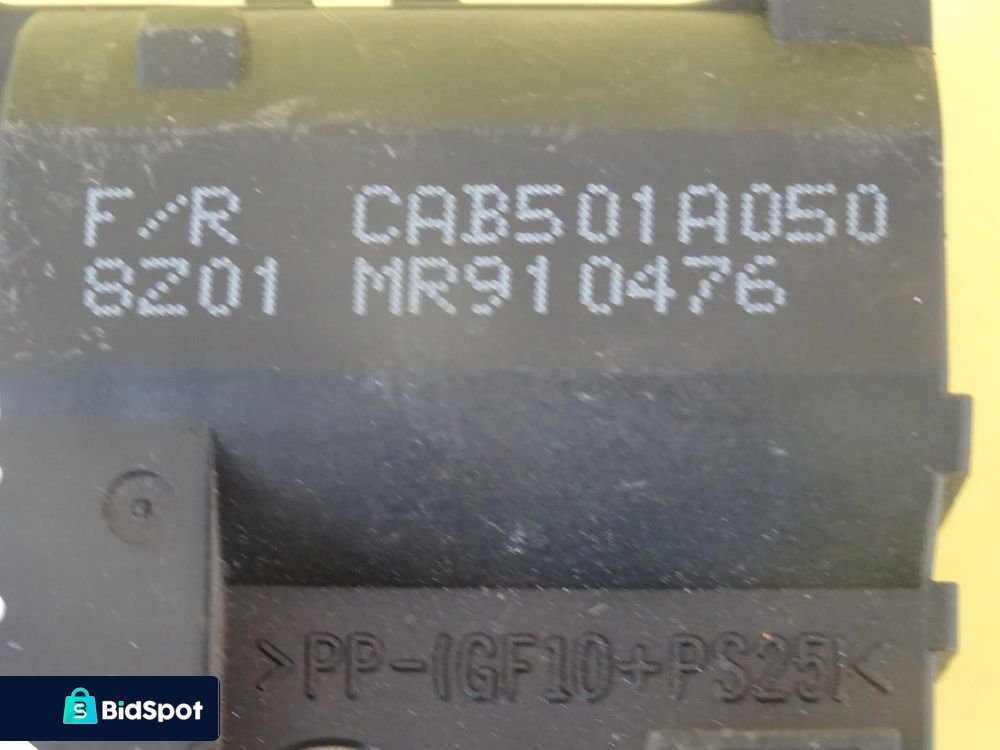 F/R CAB501A050
8Z01 MR910476
>PP-(GF10+PS25)<
BidSpot